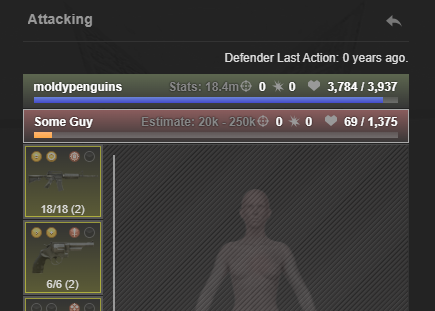 Attacking
Defender Last Action: 0 years ago.
moldypenguins Stats: 18.4m 0 0 3,784 / 3,937
Some Guy Estimate: 20k - 250k 0 0 69 / 1,375
18/18 (2)
6/6 (2)